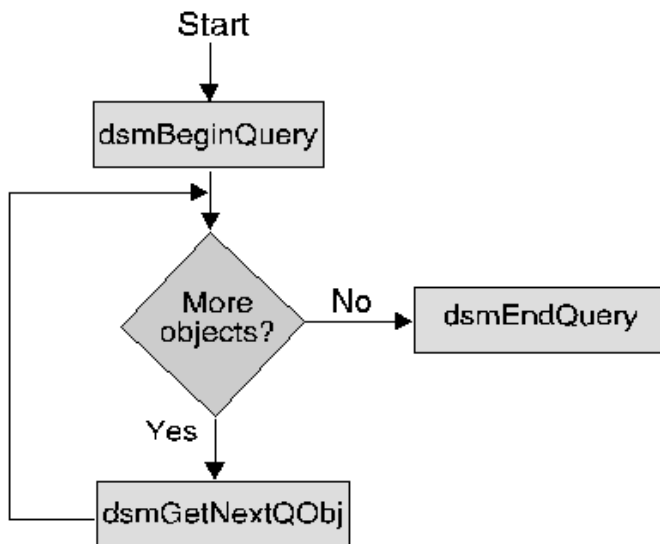 Start
dsmBeginQuery
More
objects?
No
dsmEndQuery
Yes
dsmGetNextQObj